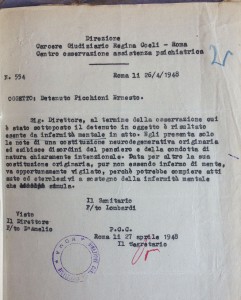 Direzione
Carcere Giudiziario Regina Coeli - Roma
Centro osservazione assistenza psichiatrica
N. 554
Roma li 26/4/1948
OGGETTO: Detenuto Picchioni Ernesto.
Sig. Direttore, al termine della osservazione cui
è stato sottoposto il detenuto in oggetto è risultato
esente da infermità mentale in atto. Egli presenta solo
le note di una costituzione neurodegenerativa originaria
ed esibisce disordini del pensiero e della condotta di
natura chiaramente intenzionale. Data per altro la sua
costituzione originaria, pur non essendo infermo di mente,
va opportunamente vigilato, perchè potrebbe compiere atti
auto ed eterolesivi a sostegno della infermità mentale
che simula.
Il Sanitario
F/to Lombardi
Visto
Il Direttore
F/to D'Amelio
P.C.C.
Roma li 27 aprile 1948
Il Segretario